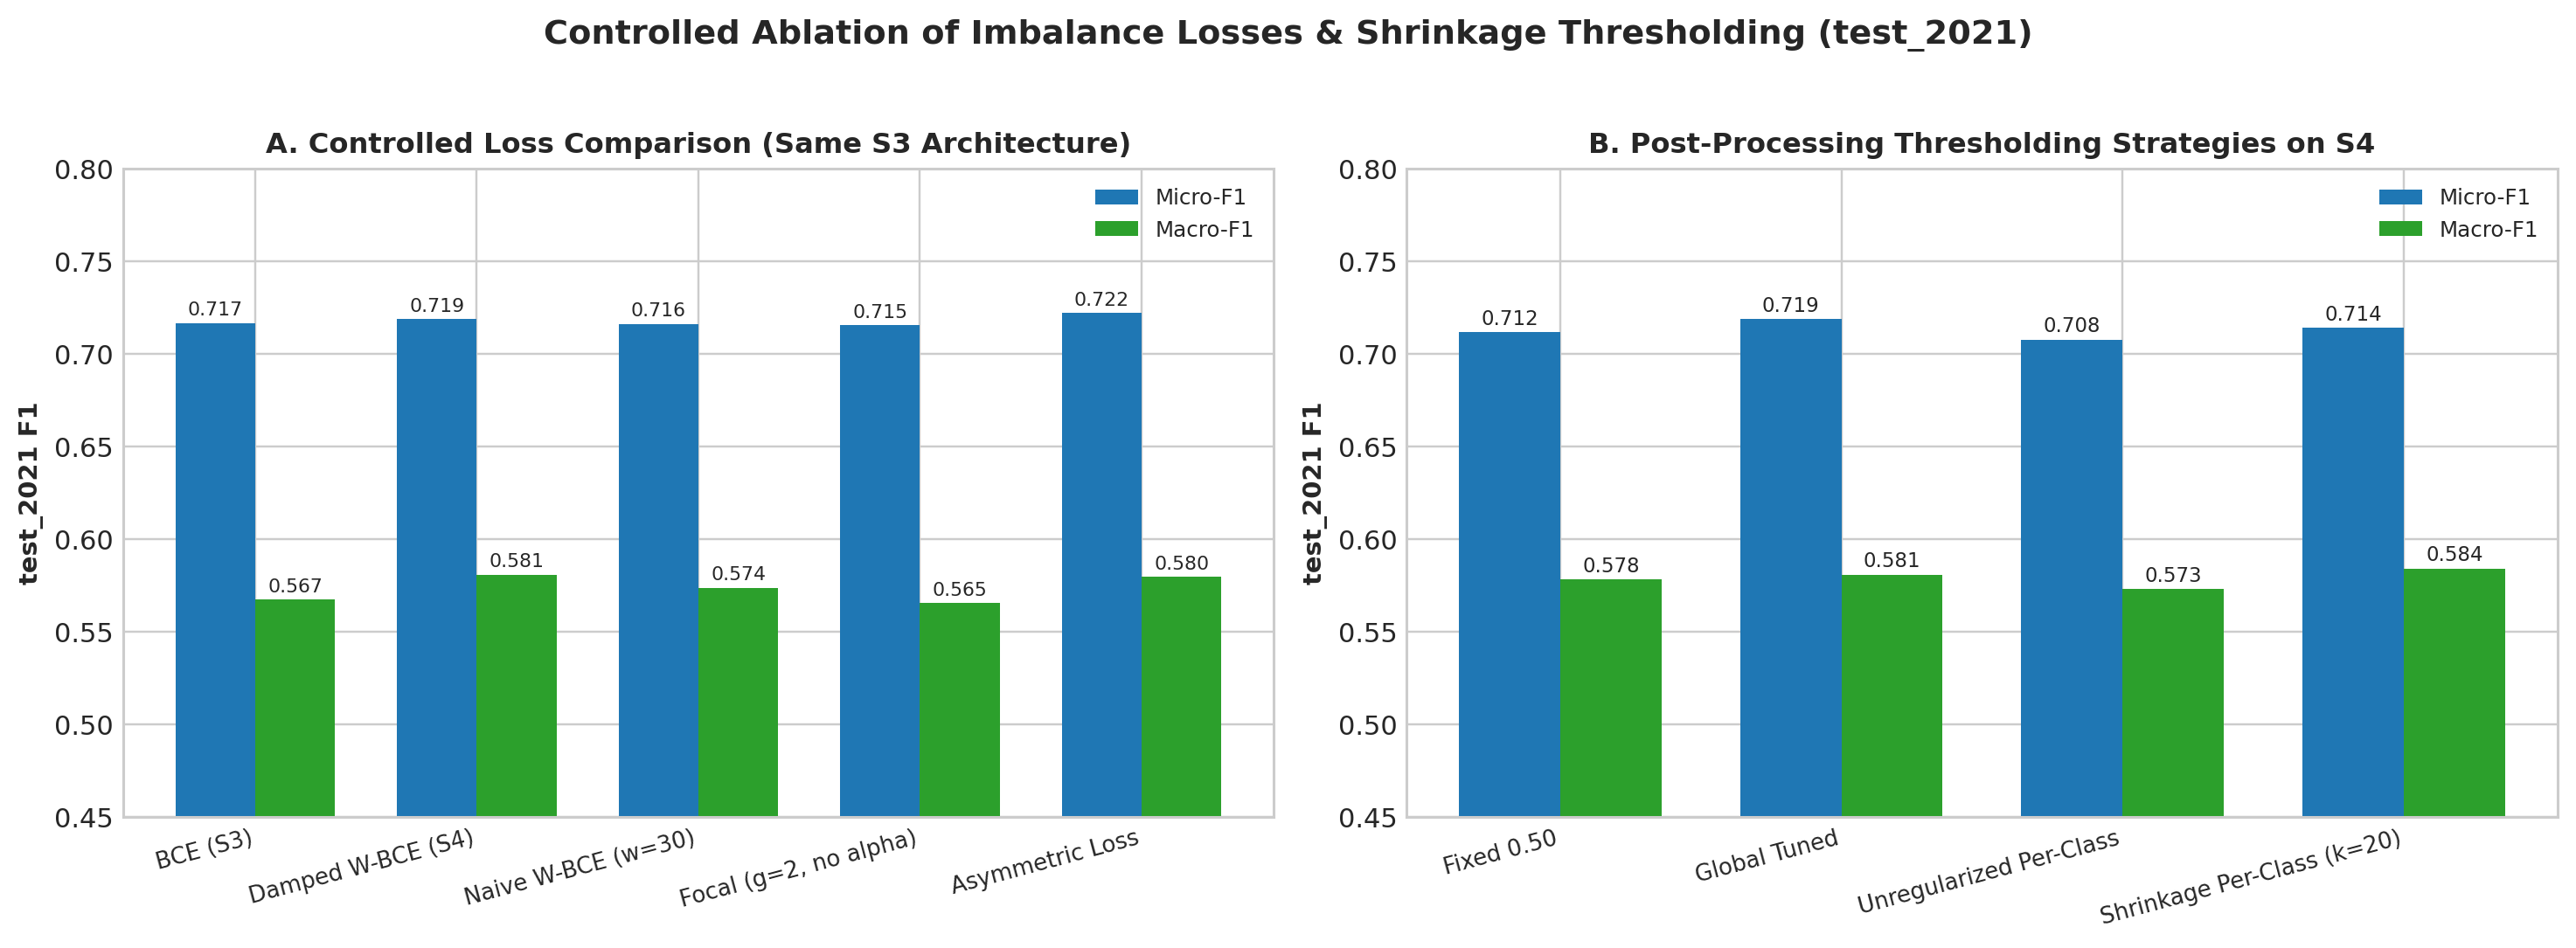 Controlled Ablation of Imbalance Losses & Shrinkage Thresholding (test_2021)
A. Controlled Loss Comparison (Same S3 Architecture)
Micro-F1
Macro-F1
test_2021 F1
0.80
0.75
0.70
0.65
0.60
0.55
0.50
0.45
0.717
0.567
0.719
0.581
0.716
0.574
0.715
0.565
0.722
0.580
BCE (S3)
Damped W-BCE (S4)
Naive W-BCE (w=30)
Focal (g=2, no alpha)
Asymmetric Loss
B. Post-Processing Thresholding Strategies on S4
Micro-F1
Macro-F1
test_2021 F1
0.80
0.75
0.70
0.65
0.60
0.55
0.50
0.45
0.712
0.578
0.719
0.581
0.708
0.573
0.714
0.584
Fixed 0.50
Global Tuned
Unregularized Per-Class
Shrinkage Per-Class (k=20)